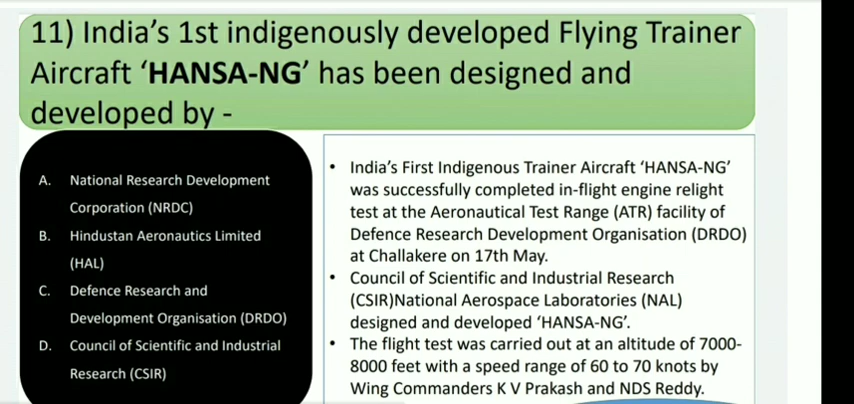 11) India's 1st indigenously developed Flying Trainer
Aircraft ‘HANSA-NG’ has been designed and
developed by -
A. National Research Development
Corporation (NRDC)
B. Hindustan Aeronautics Limited
(HAL)
C. Defence Research and
Development Organisation (DRDO)
D. Council of Scientific and Industrial
Research (CSIR)
• India's First Indigenous Trainer Aircraft ‘HANSA-NG’
was successfully completed in-flight engine relight
test at the Aeronautical Test Range (ATR) facility of
Defence Research Development Organisation (DRDO)
at Challakere on 17th May.
• Council of Scientific and Industrial Research
(CSIR)National Aerospace Laboratories (NAL)
designed and developed ‘HANSA-NG’.
• The flight test was carried out at an altitude of 7000-
8000 feet with a speed range of 60 to 70 knots by
Wing Commanders K V Prakash and NDS Reddy.